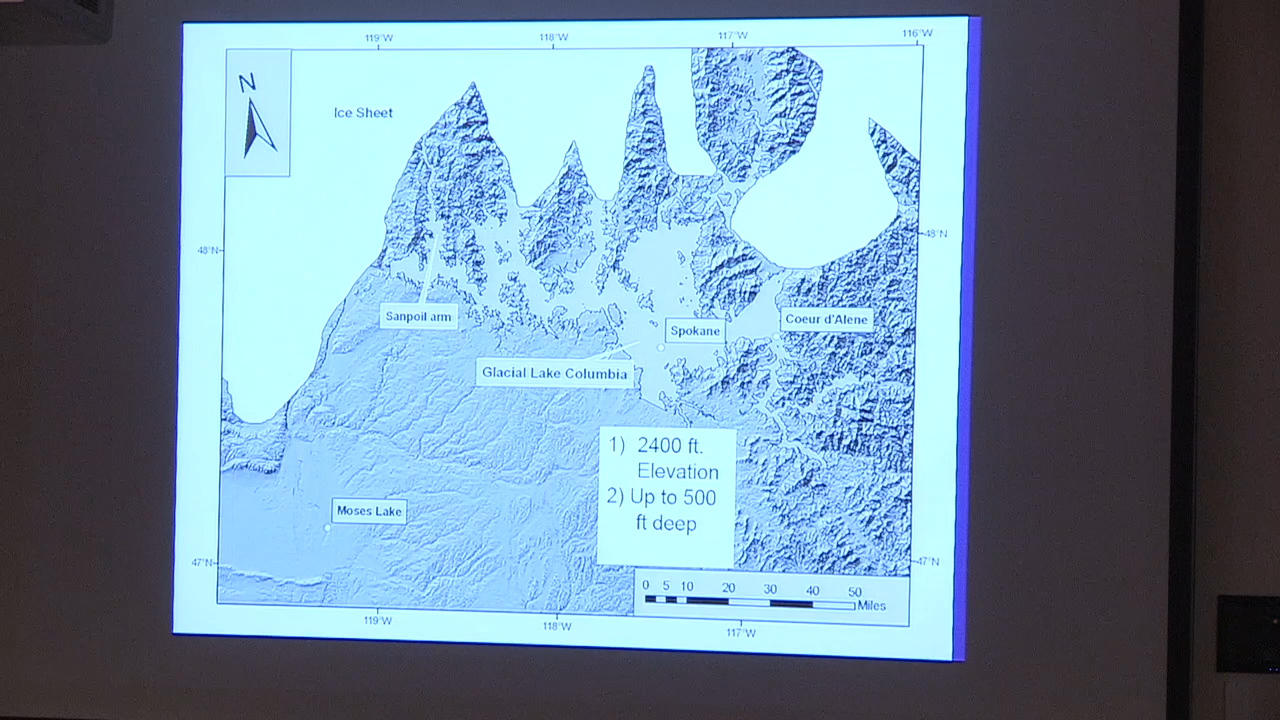 119°W 118°W 117°W 116°W
N
Ice Sheet
48°N 48°N
Sanpoil arm
Spokane
Coeur d'Alene
Glacial Lake Columbia
1) 2400 ft.
Elevation
2) Up to 500
ft deep
Moses Lake
47°N 47°N
0 5 10 20 30 40 50
Miles
119°W 118°W 117°W